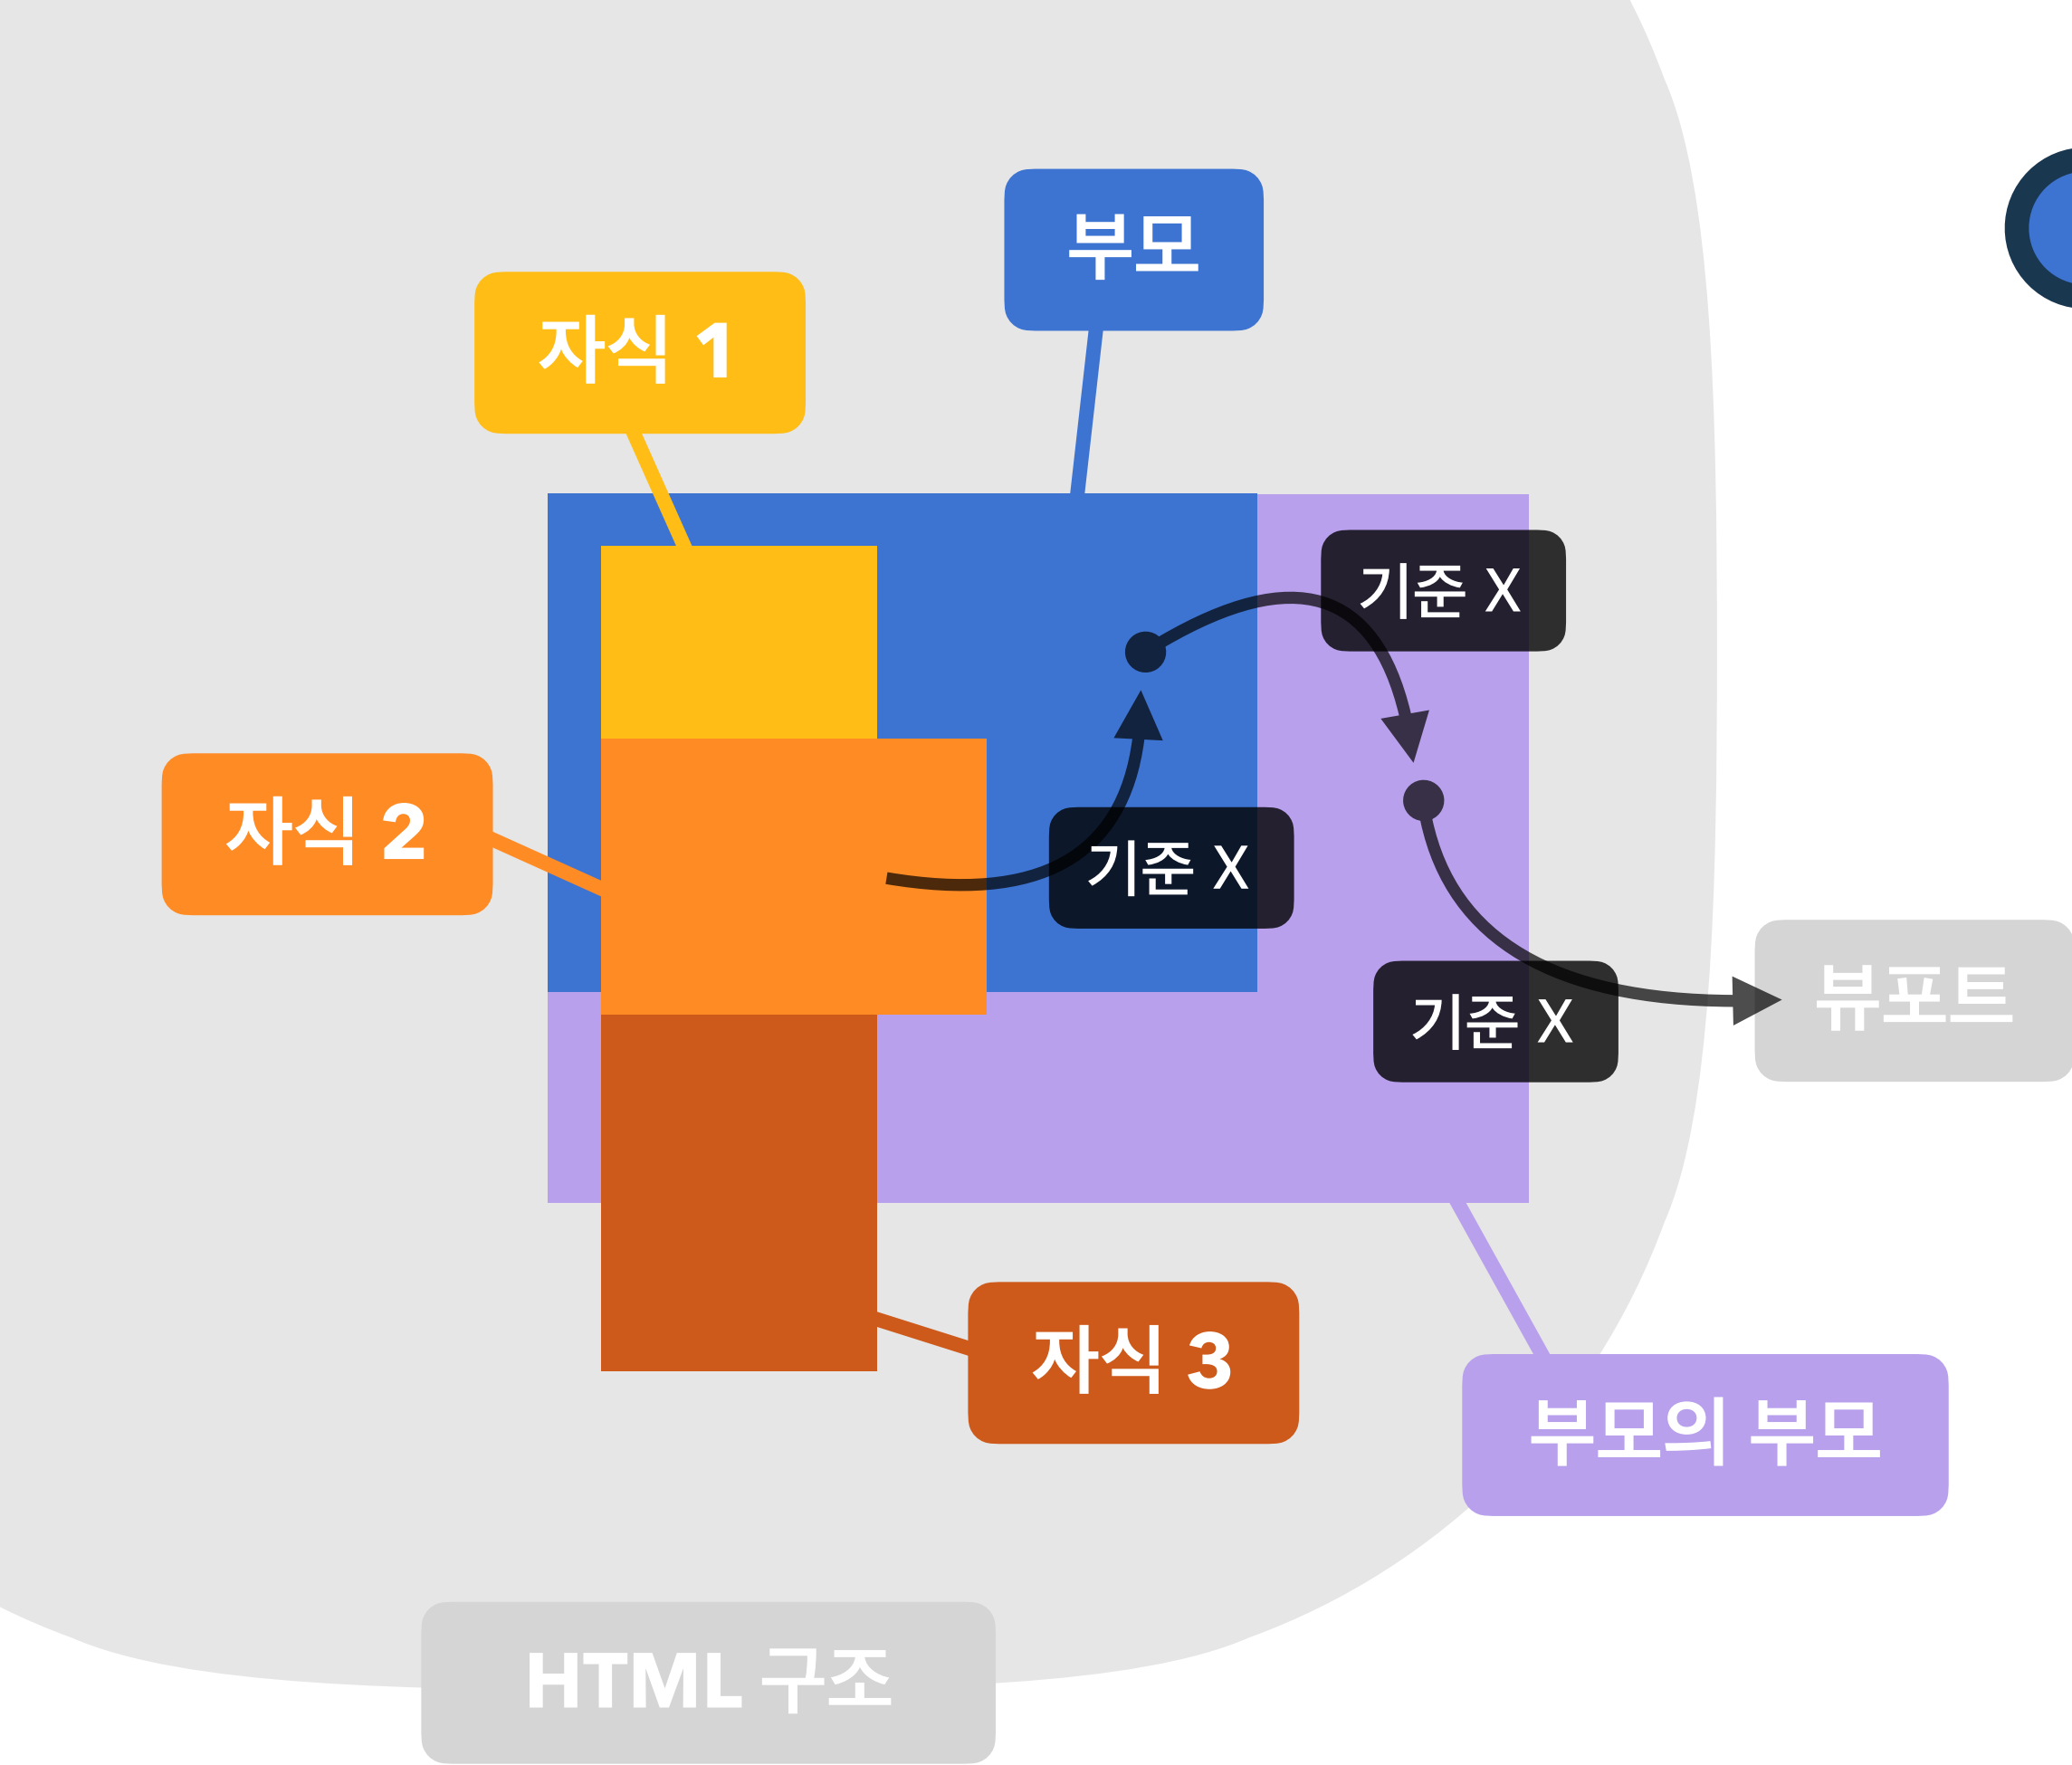 부모
자식 1
기준 X
자식 2
기준 X
뷰포트
기준 X
자식 3
부모의 부모
HTML 구조